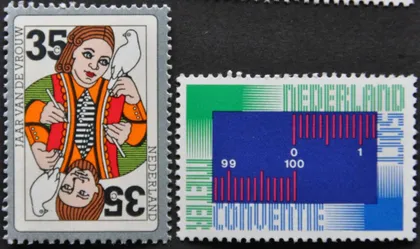 35
JAAR VAN DE VROUW
NEDERLAND
35
NEDERLAND
50CT
0 1
99 100
METER
CONVENTIE